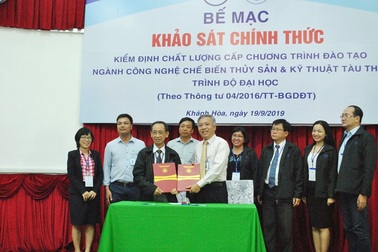 BẾ MẠC
KHẢO SÁT CHÍNH THỨC
KIỂM ĐỊNH CHẤT LƯỢNG CẤP CHƯƠNG TRÌNH ĐÀO TẠO
NGÀNH CÔNG NGHỆ CHẾ BIẾN THỦY SẢN & KỸ THUẬT TÀU TH
TRÌNH ĐỘ ĐẠI HỌC
(Theo Thông tư 04/2016/TT-BGDĐT)
Khánh Hòa, ngày 19/9/2019